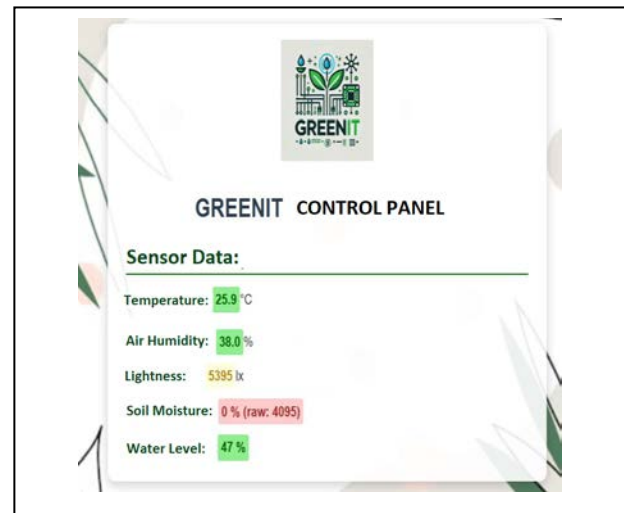 GREENIT
GREENIT CONTROL PANEL
Sensor Data:
Temperature: 25.9 °C
Air Humidity: 38.0 %
Lightness: 5395 lx
Soil Moisture: 0 % (raw: 4095)
Water Level: 47 %